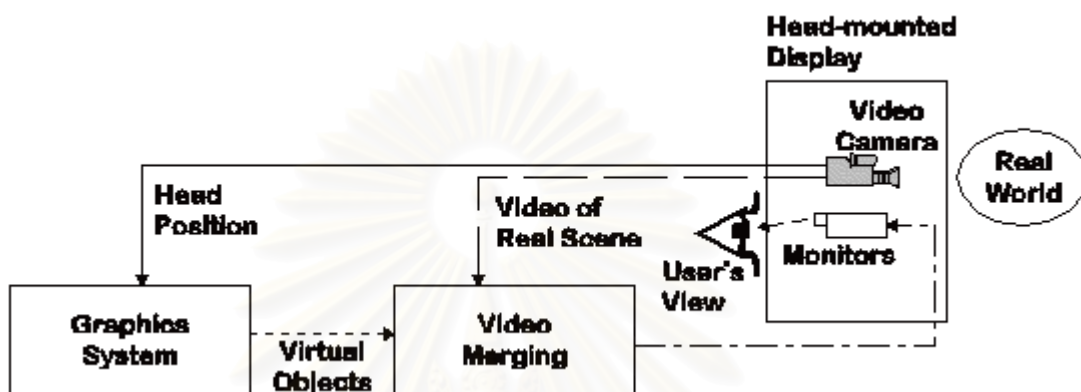 Head-mounted
Display
Video
Camera
Real
World
Head
Position
Video of
Real Scene
Monitors
User's
View
Graphics
System
Virtual
Objects
Video
Merging